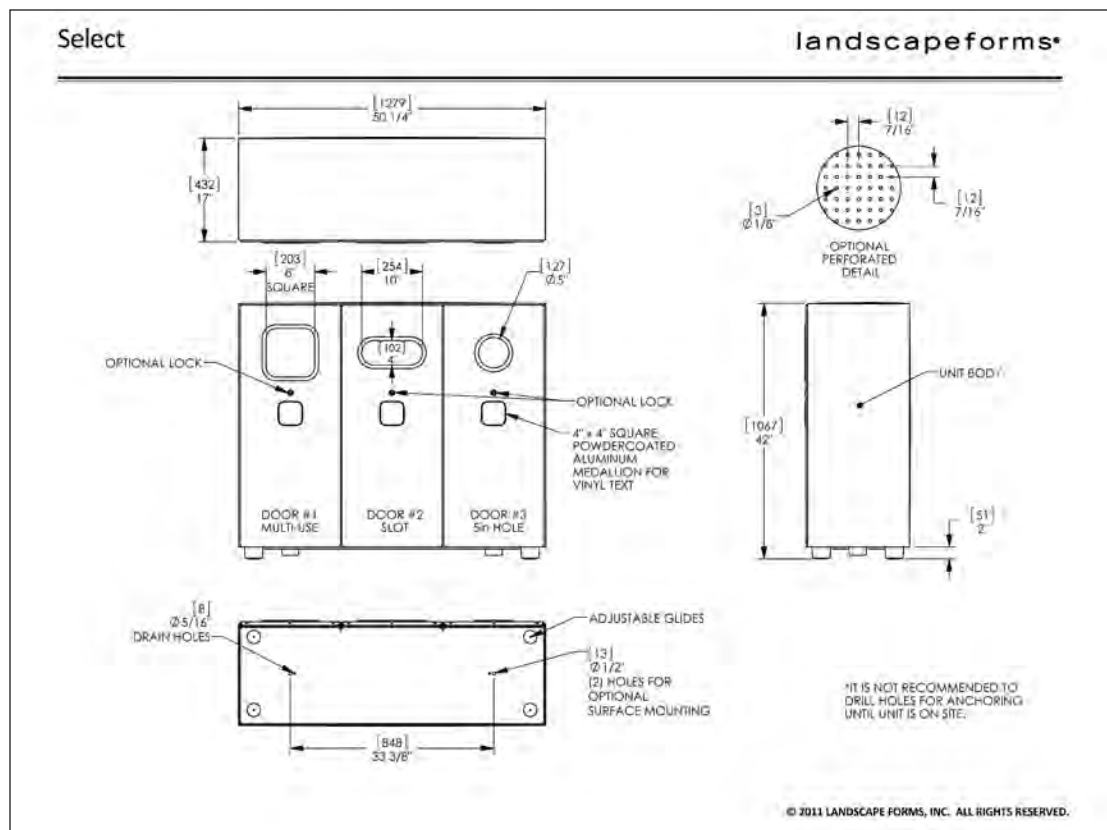 Select
landscapeforms®
[1279]
50 1/4"
[432]
17"
[12]
7/16"
[12]
7/16"
[3]
Ø 1/8"
OPTIONAL
PERFORATED
DETAIL
[203]
8"
SQUARE
[254]
10"
[127]
Ø5"
[102]
4"
OPTIONAL LOCK
OPTIONAL LOCK
4" x 4" SQUARE,
POWDERCOATED
ALUMINUM
MEDALLION FOR
VINYL TEXT
DOOR #1
MULTI-USE
DOOR #2
SLOT
DOOR #3
5in HOLE
UNIT BODY
[1067]
42"
[51]
2"
[8]
Ø 5/16"
DRAIN HOLES
ADJUSTABLE GLIDES
[13]
Ø 1/2"
(2) HOLES FOR
OPTIONAL
SURFACE MOUNTING
[848]
33 3/8"
*IT IS NOT RECOMMENDED TO
DRILL HOLES FOR ANCHORING
UNTIL UNIT IS ON SITE.
© 2011 LANDSCAPE FORMS, INC. ALL RIGHTS RESERVED.